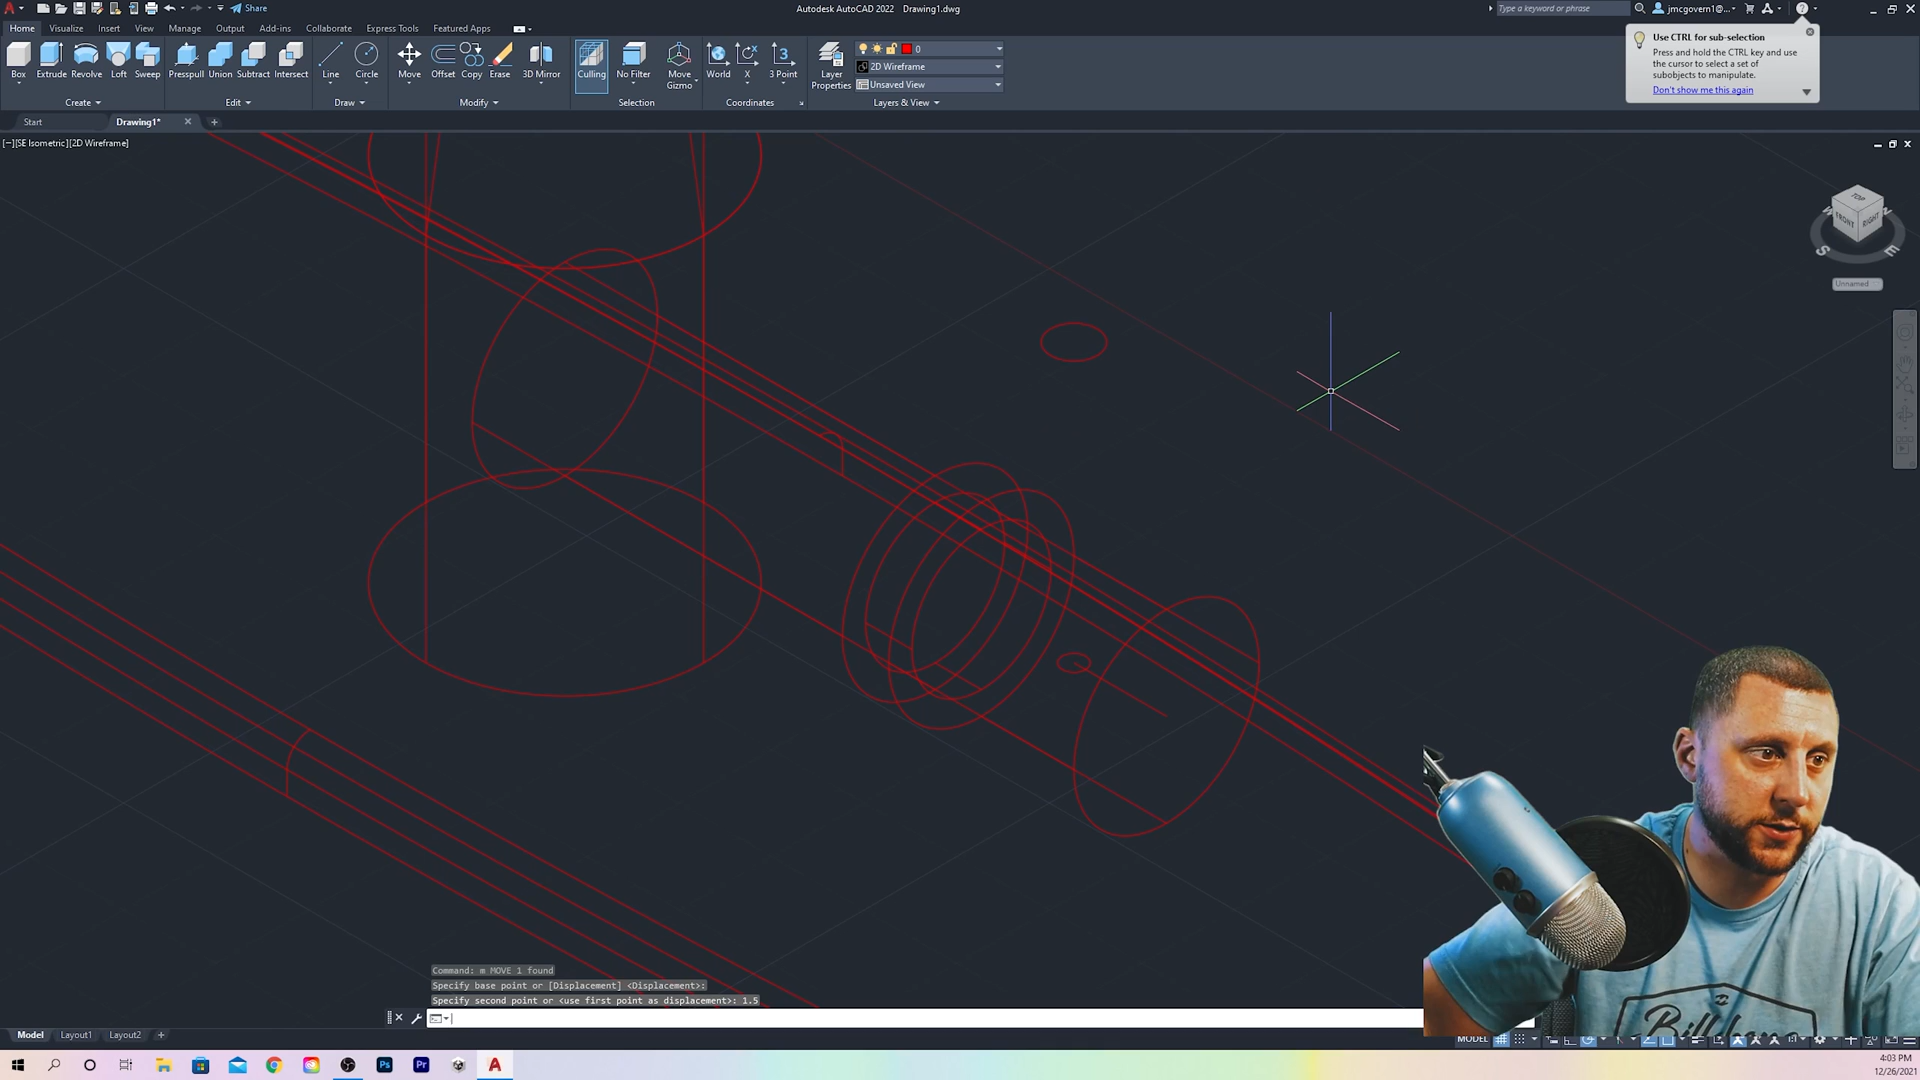 Share
Autodesk AutoCAD 2022 Drawing1.dwg
Type a keyword or phrase
jmcgovern1@...
Home Visualize Insert View Manage Output Add-ins Collaborate Express Tools Featured Apps
Use CTRL for sub-selection
Press and hold the CTRL key and use
the cursor to select a set of
subobjects to manipulate.
Don't show me this again
0
2D Wireframe
Unsaved View
Box Extrude Revolve Loft Sweep Presspull Union Subtract Intersect Line Circle Move Offset Copy Erase 3D Mirror Culling No Filter Move
Gizmo World X 3 Point Layer
Properties
Create Edit Draw Modify Selection Coordinates Layers & View
Start Drawing1*
[−][SE Isometric][2D Wireframe]
TOP
FRONT RIGHT
S E
Unnamed
Command: m MOVE 1 found
Specify base point or [Displacement] <Displacement>:
Specify second point or <use first point as displacement>: 1.5
Model Layout1 Layout2
MODEL
1:1
Billabong
4:03 PM
12/26/2021